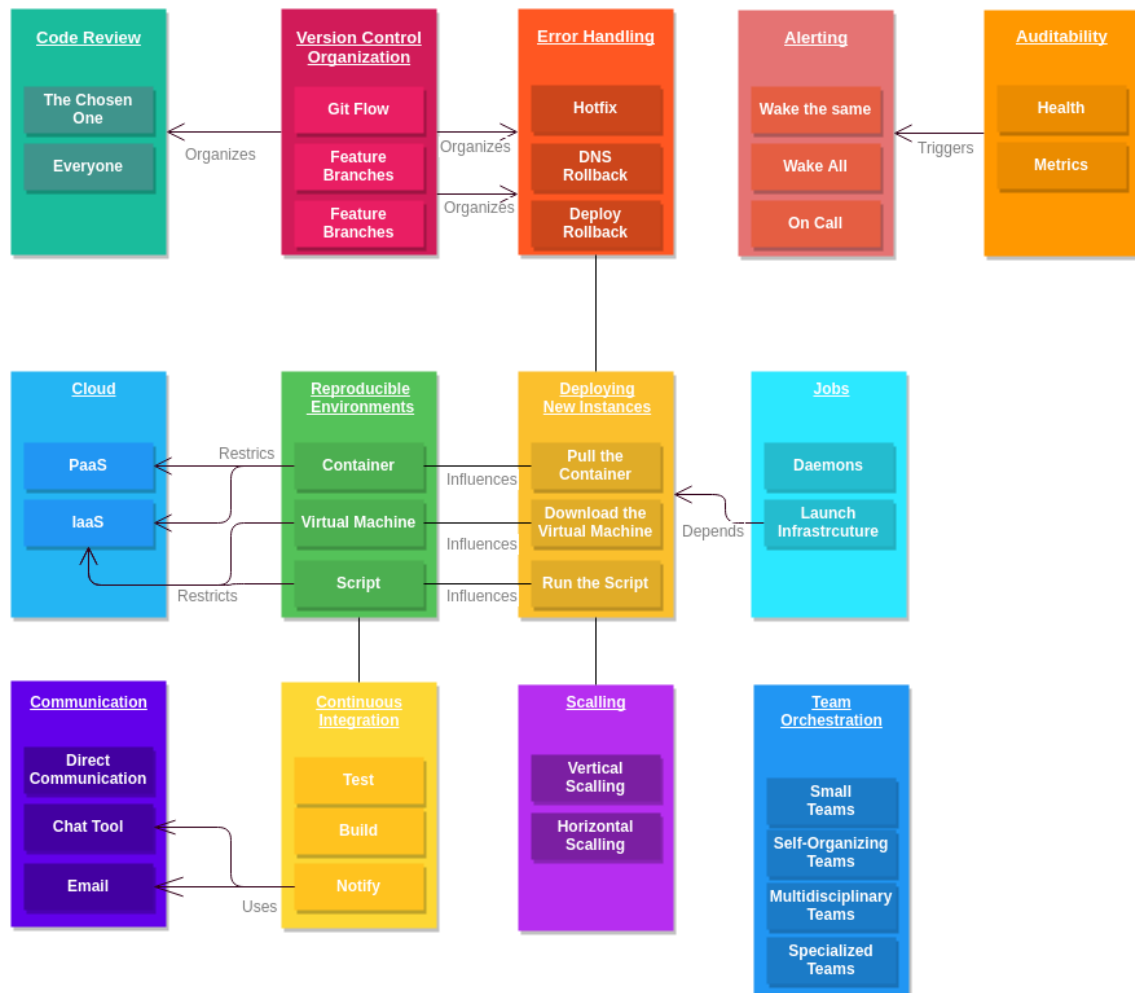 Code Review
The Chosen
One
Everyone
Organizes
Version Control
Organization
Git Flow
Feature
Branches
Feature
Branches
Organizes
Organizes
Error Handling
Hotfix
DNS
Rollback
Deploy
Rollback
Alerting
Wake the same
Wake All
On Call
Triggers
Auditability
Health
Metrics
Cloud
PaaS
IaaS
Restrics
Restricts
Reproducible
Environments
Container
Virtual Machine
Script
Influences
Influences
Influences
Deploying
New Instances
Pull the
Container
Download the
Virtual Machine
Run the Script
Depends
Jobs
Daemons
Launch
Infrastrcuture
Communication
Direct
Communication
Chat Tool
Email
Uses
Continuous
Integration
Test
Build
Notify
Scalling
Vertical
Scalling
Horizontal
Scalling
Team
Orchestration
Small
Teams
Self-Organizing
Teams
Multidisciplinary
Teams
Specialized
Teams